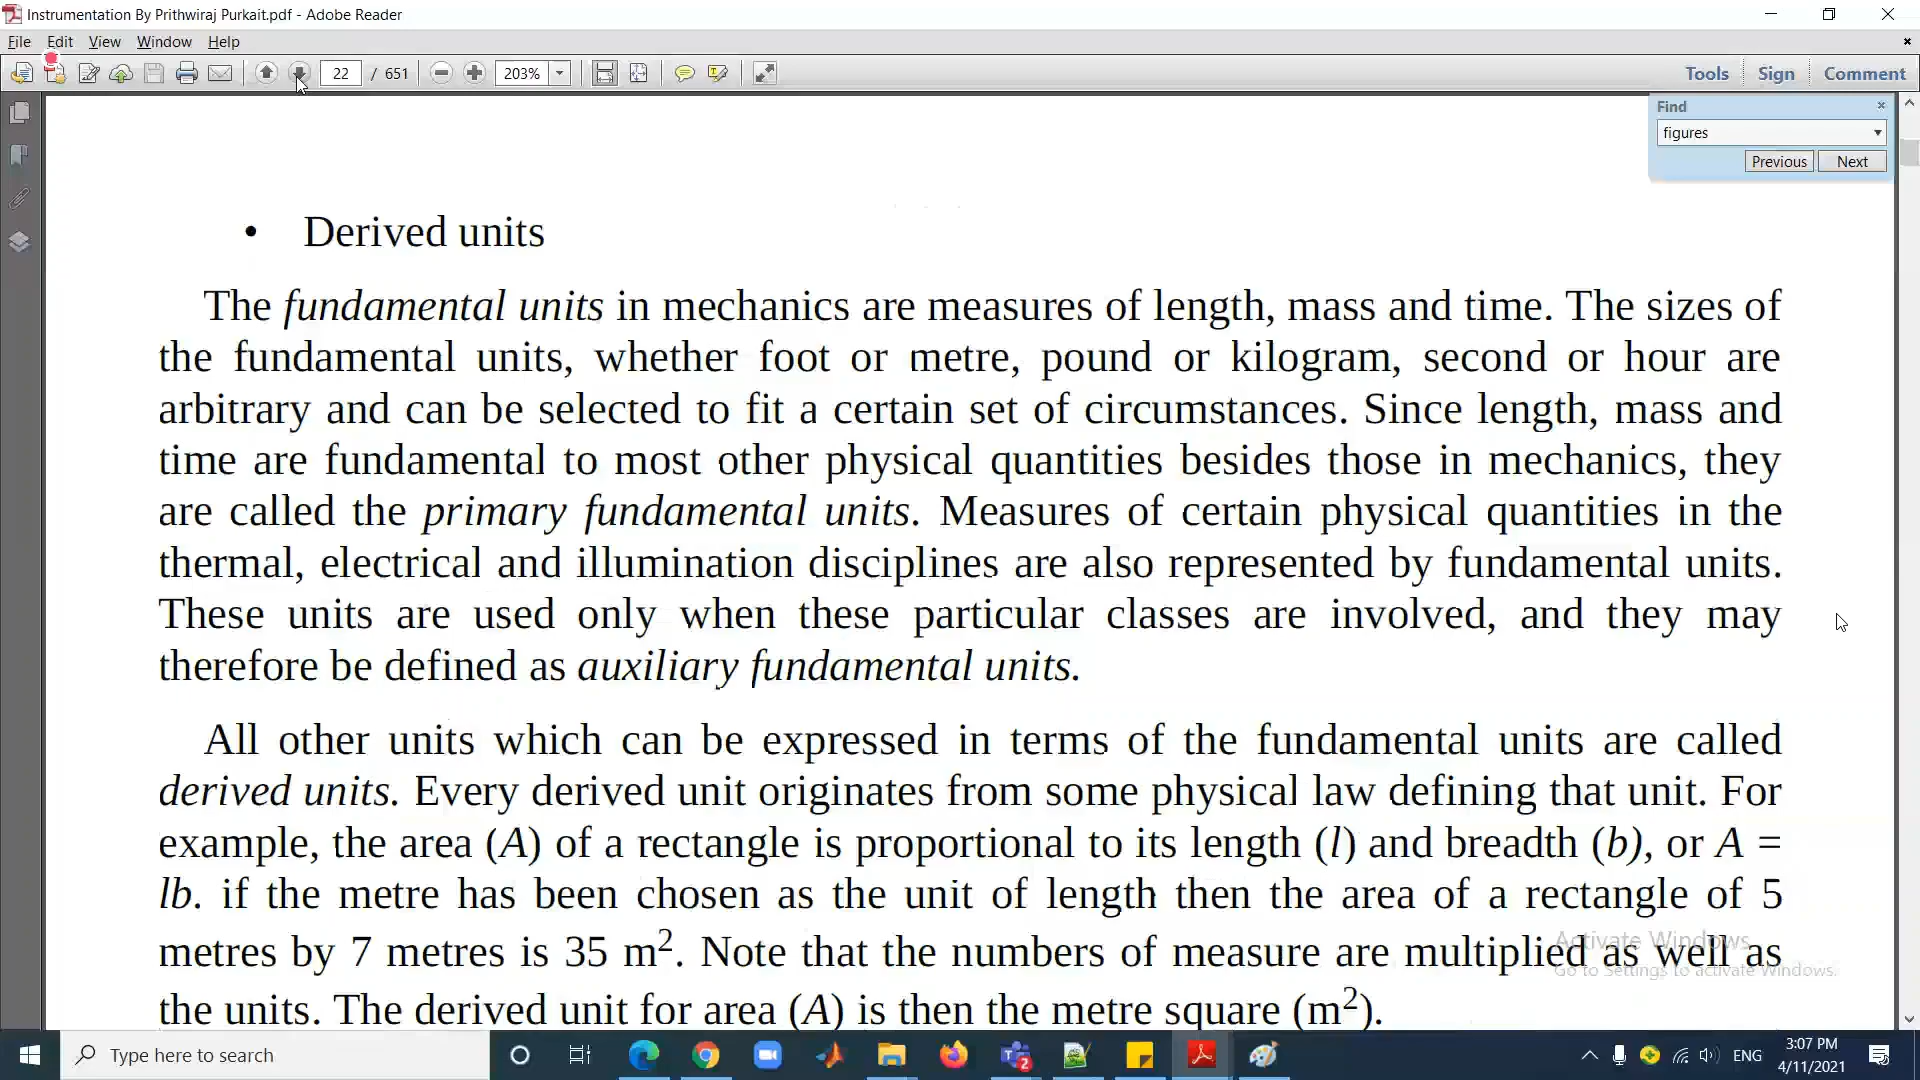 Instrumentation By Prithwiraj Purkait.pdf - Adobe Reader
File Edit View Window Help
22 / 651 203% Tools Sign Comment
Find
figures
Previous Next
• Derived units
The fundamental units in mechanics are measures of length, mass and time. The sizes of
the fundamental units, whether foot or metre, pound or kilogram, second or hour are
arbitrary and can be selected to fit a certain set of circumstances. Since length, mass and
time are fundamental to most other physical quantities besides those in mechanics, they
are called the primary fundamental units. Measures of certain physical quantities in the
thermal, electrical and illumination disciplines are also represented by fundamental units.
These units are used only when these particular classes are involved, and they may
therefore be defined as auxiliary fundamental units.
All other units which can be expressed in terms of the fundamental units are called
derived units. Every derived unit originates from some physical law defining that unit. For
example, the area (A) of a rectangle is proportional to its length (l) and breadth (b), or A =
lb. if the metre has been chosen as the unit of length then the area of a rectangle of 5
metres by 7 metres is 35 m². Note that the numbers of measure are multiplied as well as
the units. The derived unit for area (A) is then the metre square (m²).
Activate Windows
Go to Settings to activate Windows.
Type here to search
2
ENG
3:07 PM
4/11/2021